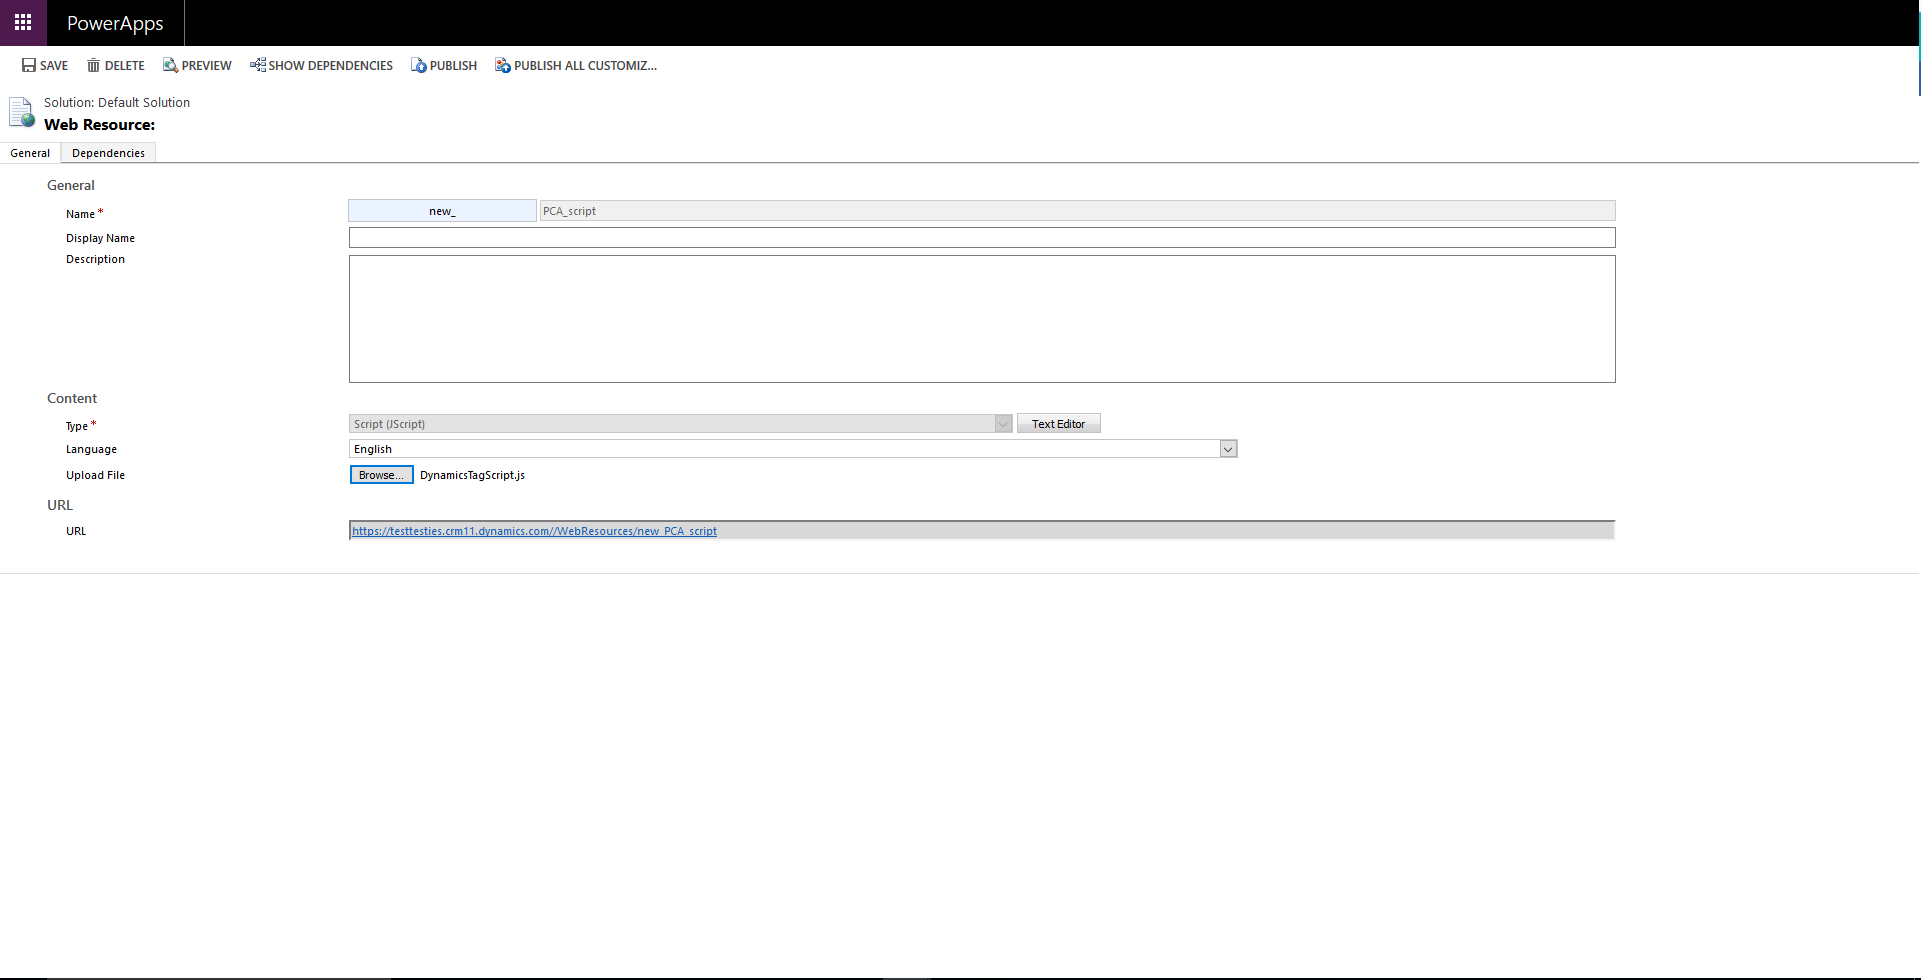 PowerApps
SAVE DELETE PREVIEW SHOW DEPENDENCIES PUBLISH PUBLISH ALL CUSTOMIZ...
Solution: Default Solution
Web Resource:
General Dependencies
General
Name * new_ PCA_script
Display Name
Description
Content
Type * Script (JScript) Text Editor
Language English
Upload File Browse... DynamicsTagScript.js
URL
URL https://testtesties.crm11.dynamics.com//WebResources/new_PCA_script